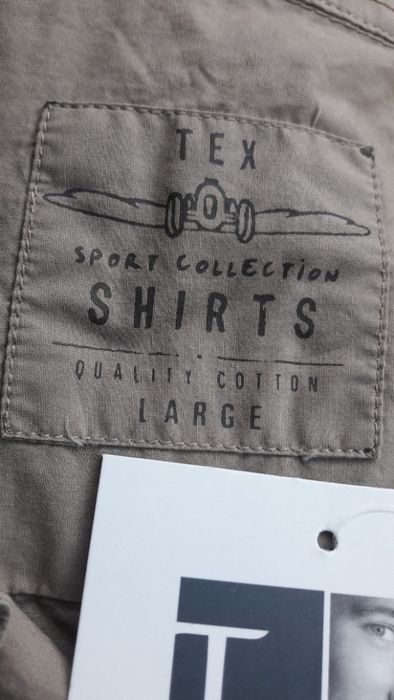 TEX
SPORT COLLECTION
SHIRTS
QUALITY COTTON
LARGE
T